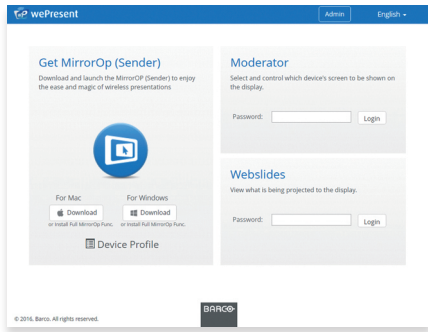 wePresent
Admin
English
Get MirrorOp (Sender)
Download and launch the MirrorOP (Sender) to enjoy
the ease and magic of wireless presentations
For Mac
For Windows
Download
Download
or Install Full MirrorOp Func.
or Install Full MirrorOp Func.
Device Profile
Moderator
Select and control which device's screen to be shown on
the display.
Password:
Login
Webslides
View what is being projected to the display.
Password:
Login
© 2016, Barco. All rights reserved.
BARCO